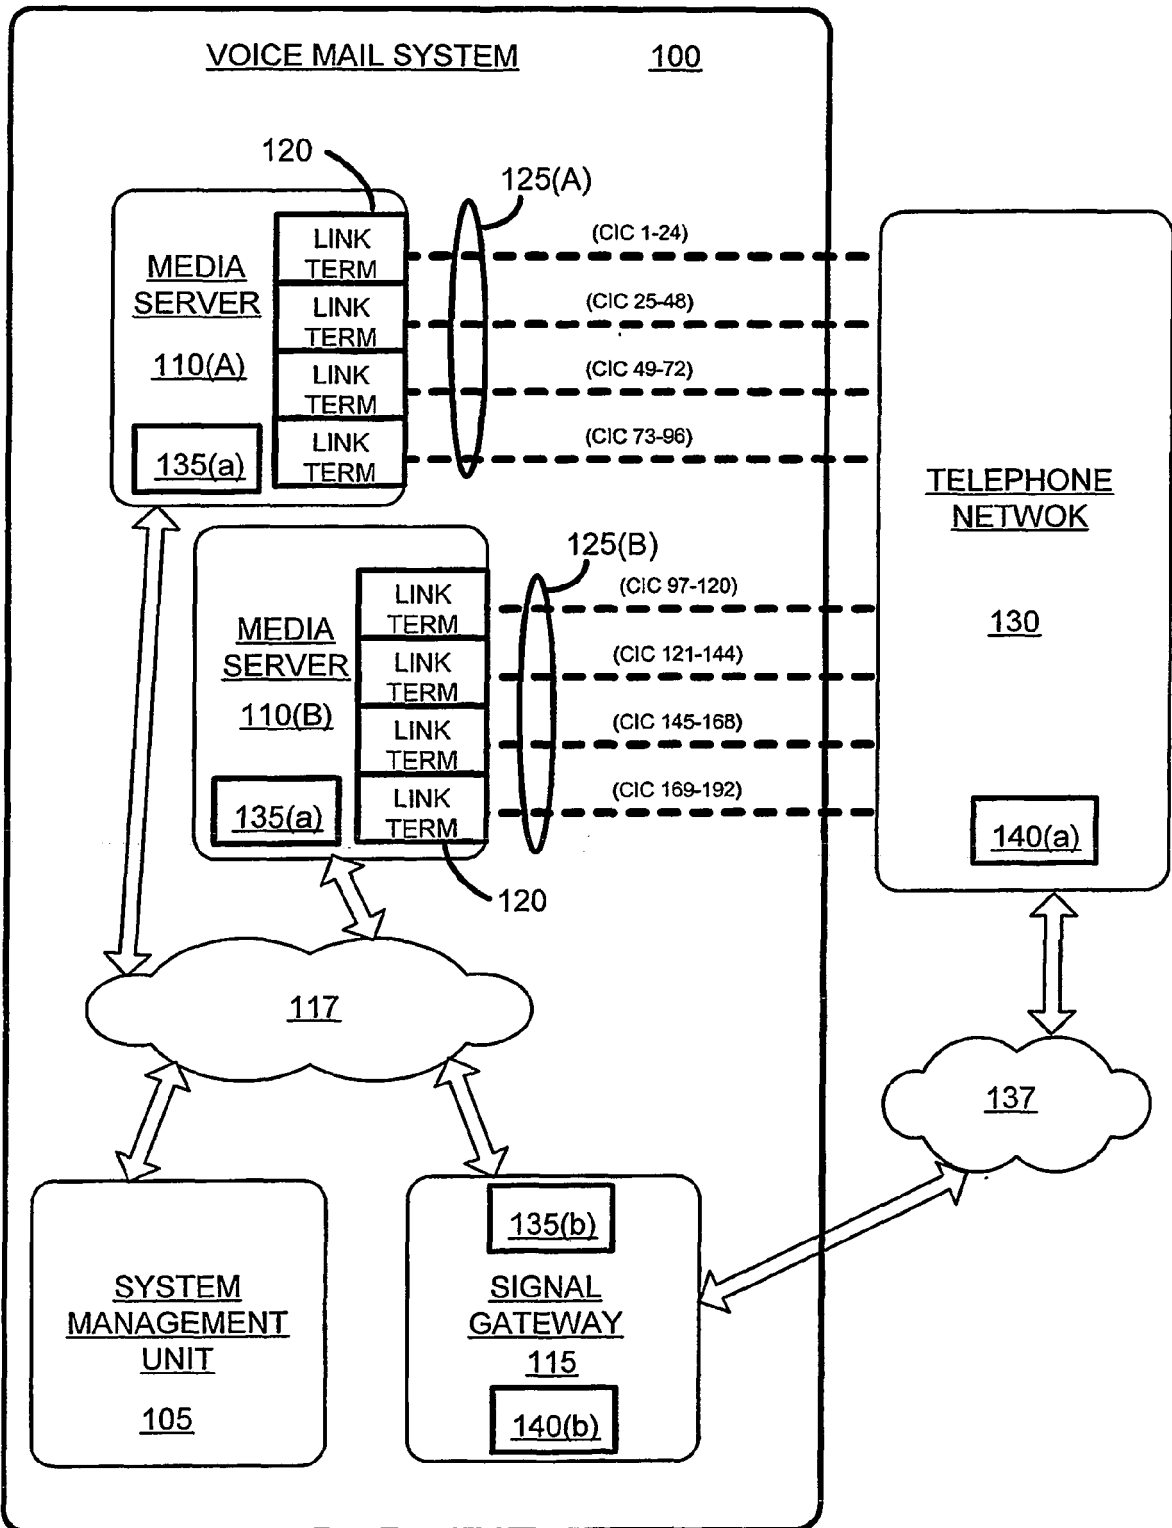 VOICE MAIL SYSTEM 100
120
125(A)
LINK
TERM
LINK
TERM
LINK
TERM
LINK
TERM
MEDIA
SERVER
110(A)
135(a)
(CIC 1-24)
(CIC 25-48)
(CIC 49-72)
(CIC 73-96)
TELEPHONE
NETWOK
130
140(a)
125(B)
LINK
TERM
LINK
TERM
LINK
TERM
LINK
TERM
MEDIA
SERVER
110(B)
135(a)
(CIC 97-120)
(CIC 121-144)
(CIC 145-168)
(CIC 169-192)
120
117
137
SYSTEM
MANAGEMENT
UNIT
105
135(b)
SIGNAL
GATEWAY
115
140(b)